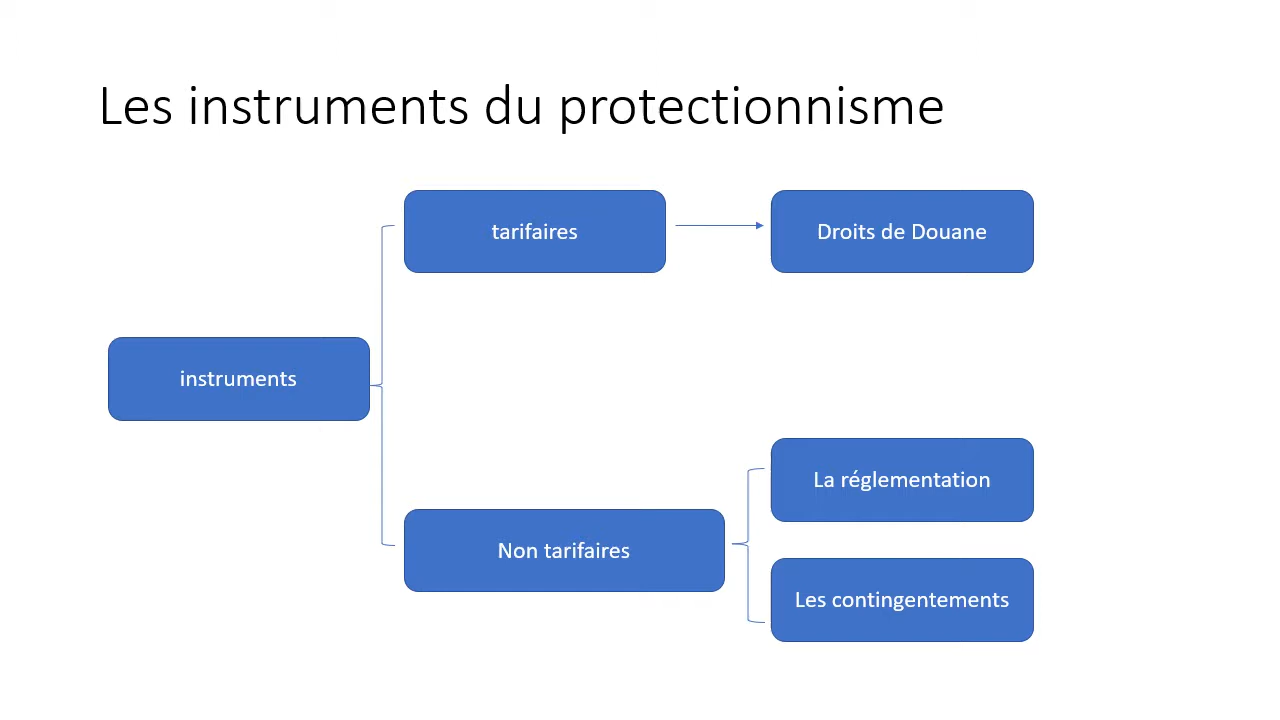 Les instruments du protectionnisme
tarifaires
Droits de Douane
instruments
La réglementation
Non tarifaires
Les contingentements